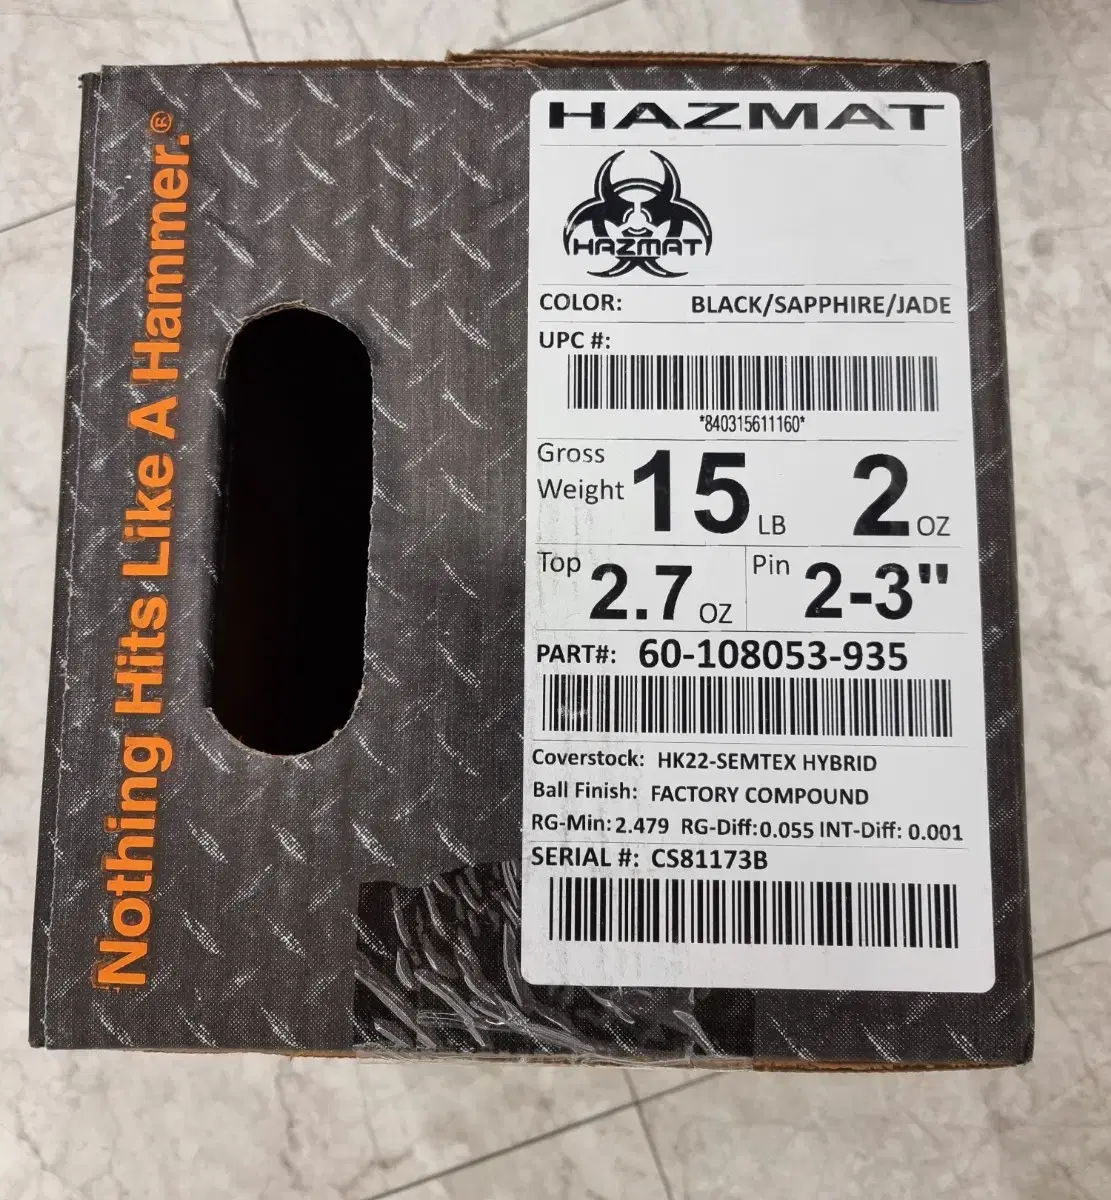 Nothing Hits Like A Hammer.®
HAZMAT
HAZMAT
COLOR: BLACK/SAPPHIRE/JADE
UPC #:
*840315611160*
Gross Weight 15 LB 2 OZ
Top 2.7 OZ Pin 2-3"
PART#: 60-108053-935
Coverstock: HK22-SEMTEX HYBRID
Ball Finish: FACTORY COMPOUND
RG-Min: 2.479 RG-Diff: 0.055 INT-Diff: 0.001
SERIAL #: CS81173B